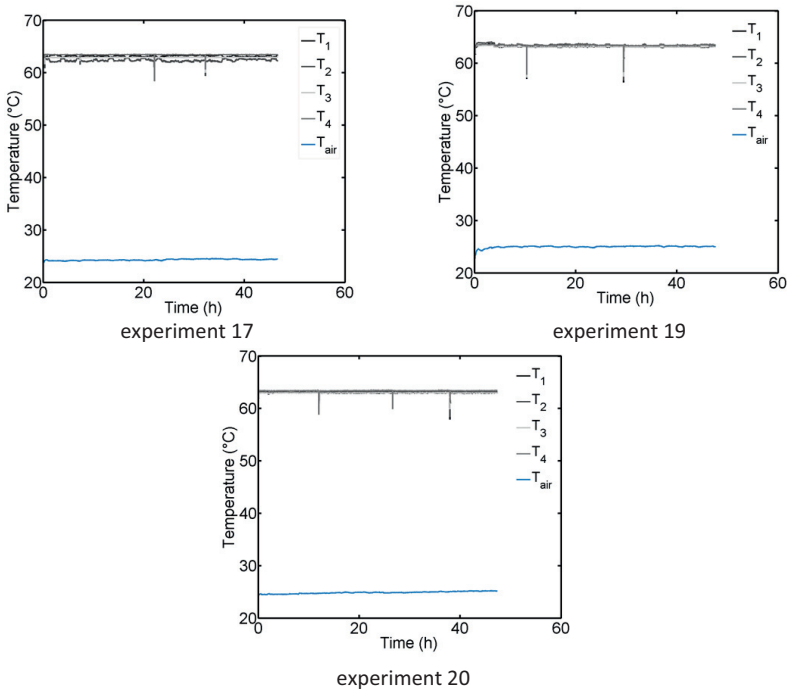 70
60
50
40
30
20
0
20
40
60
Temperature (°C)
Time (h)
T1
T2
T3
T4
Tair
experiment 17
70
60
50
40
30
20
0
20
40
60
Temperature (°C)
Time (h)
T1
T2
T3
T4
Tair
experiment 19
70
60
50
40
30
20
0
20
40
60
Temperature (°C)
Time (h)
T1
T2
T3
T4
Tair
experiment 20